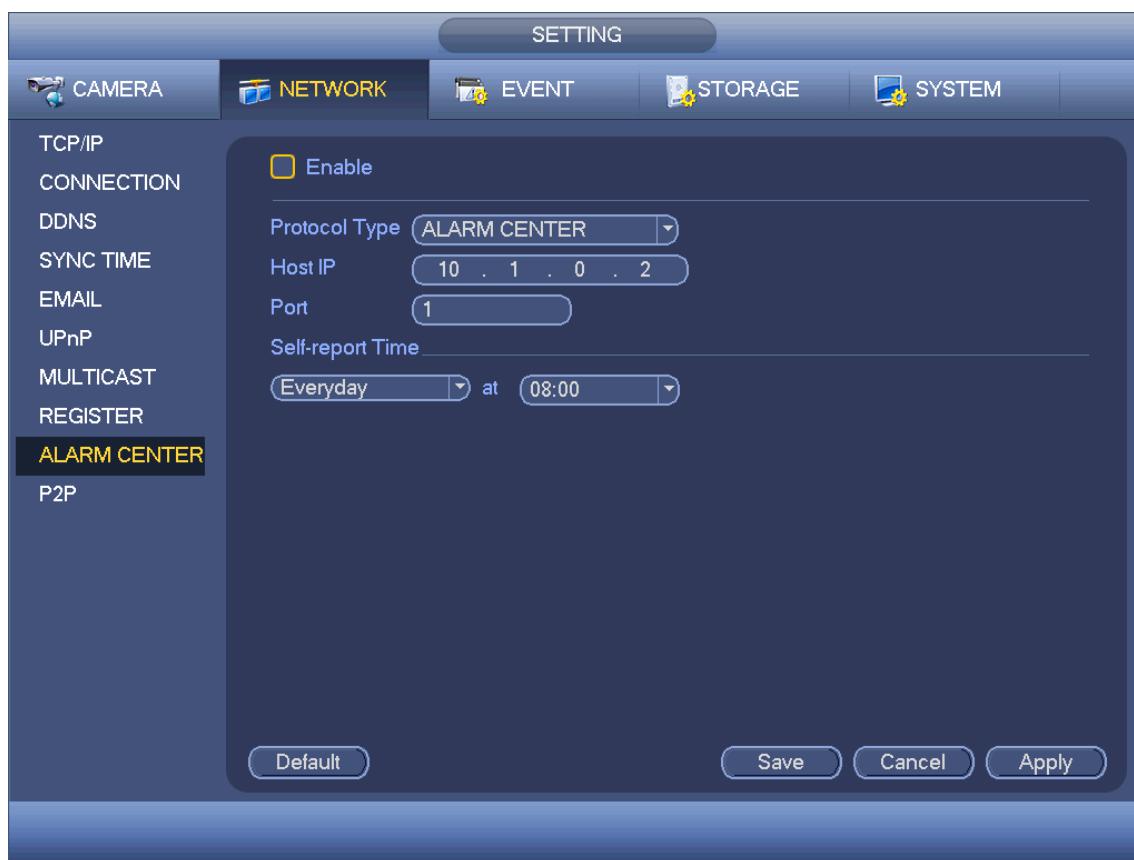 SETTING
CAMERA NETWORK EVENT STORAGE SYSTEM
TCP/IP
CONNECTION
DDNS
SYNC TIME
EMAIL
UPnP
MULTICAST
REGISTER
ALARM CENTER
P2P
Enable
Protocol Type ALARM CENTER
Host IP 10 . 1 . 0 . 2
Port 1
Self-report Time
Everyday at 08:00
Default Save Cancel Apply